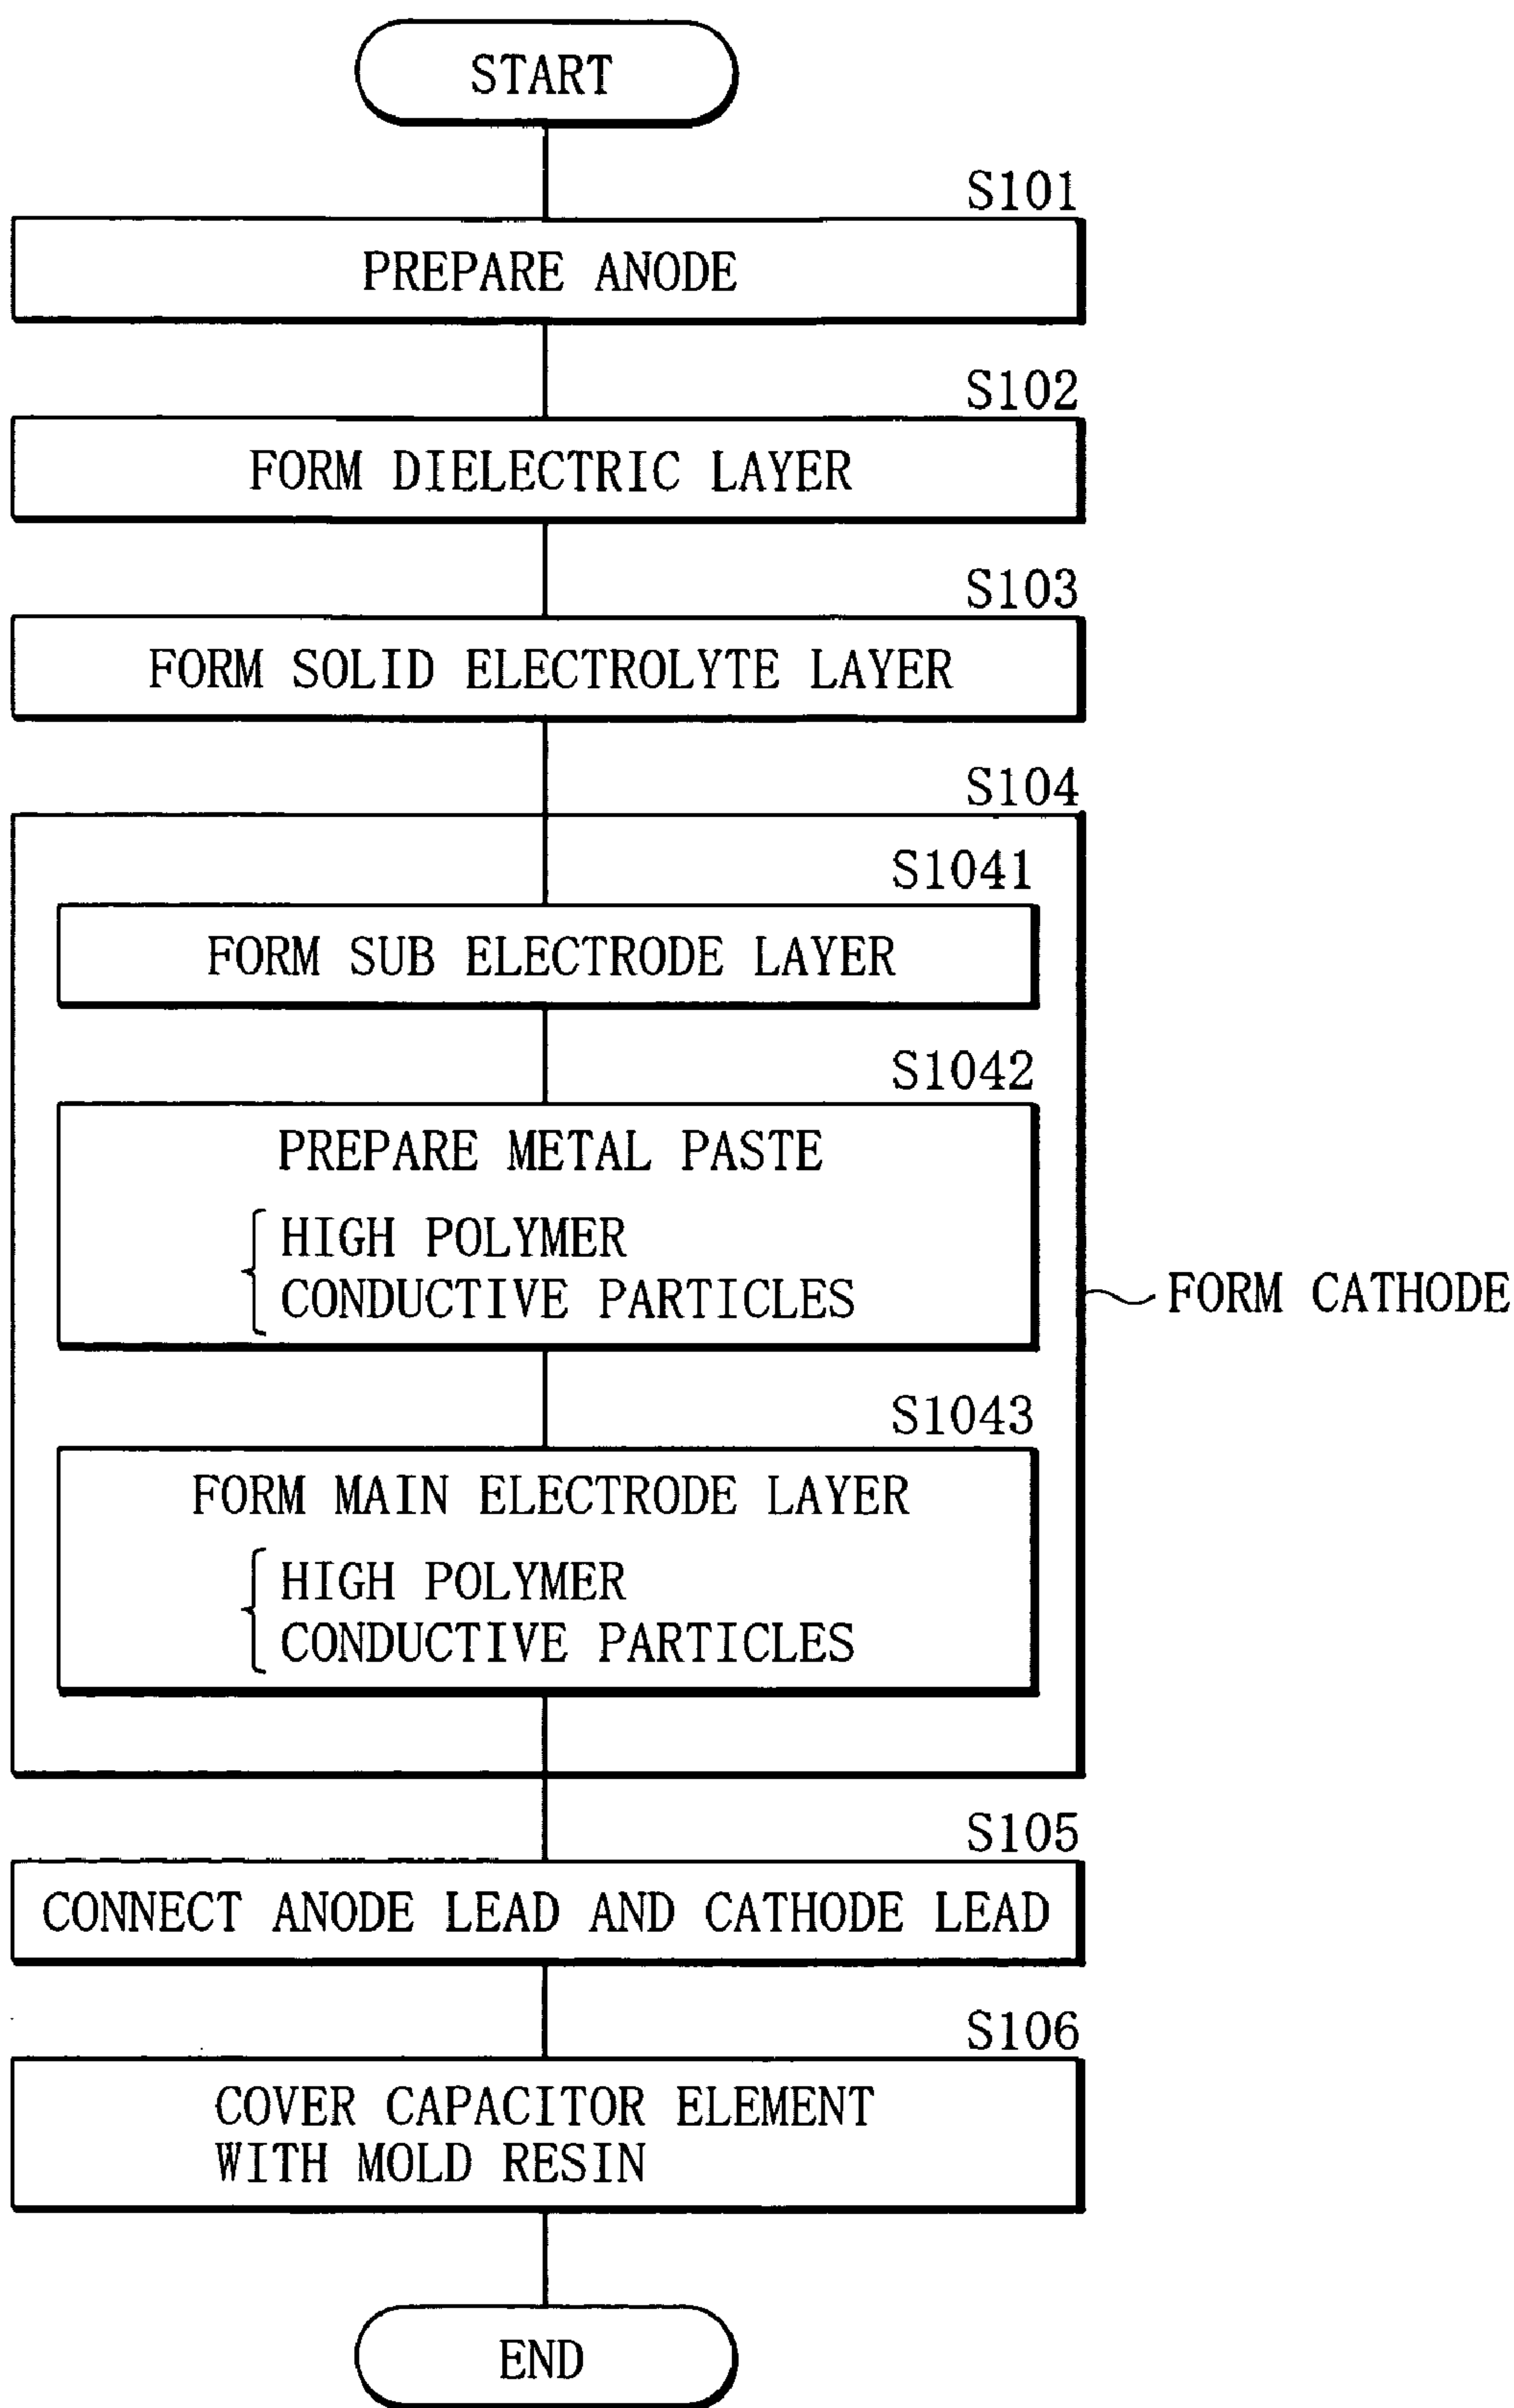 START
S101
PREPARE ANODE
S102
FORM DIELECTRIC LAYER
S103
FORM SOLID ELECTROLYTE LAYER
S104
S1041
FORM SUB ELECTRODE LAYER
S1042
PREPARE METAL PASTE
HIGH POLYMER
CONDUCTIVE PARTICLES
FORM CATHODE
S1043
FORM MAIN ELECTRODE LAYER
HIGH POLYMER
CONDUCTIVE PARTICLES
S105
CONNECT ANODE LEAD AND CATHODE LEAD
S106
COVER CAPACITOR ELEMENT
WITH MOLD RESIN
END